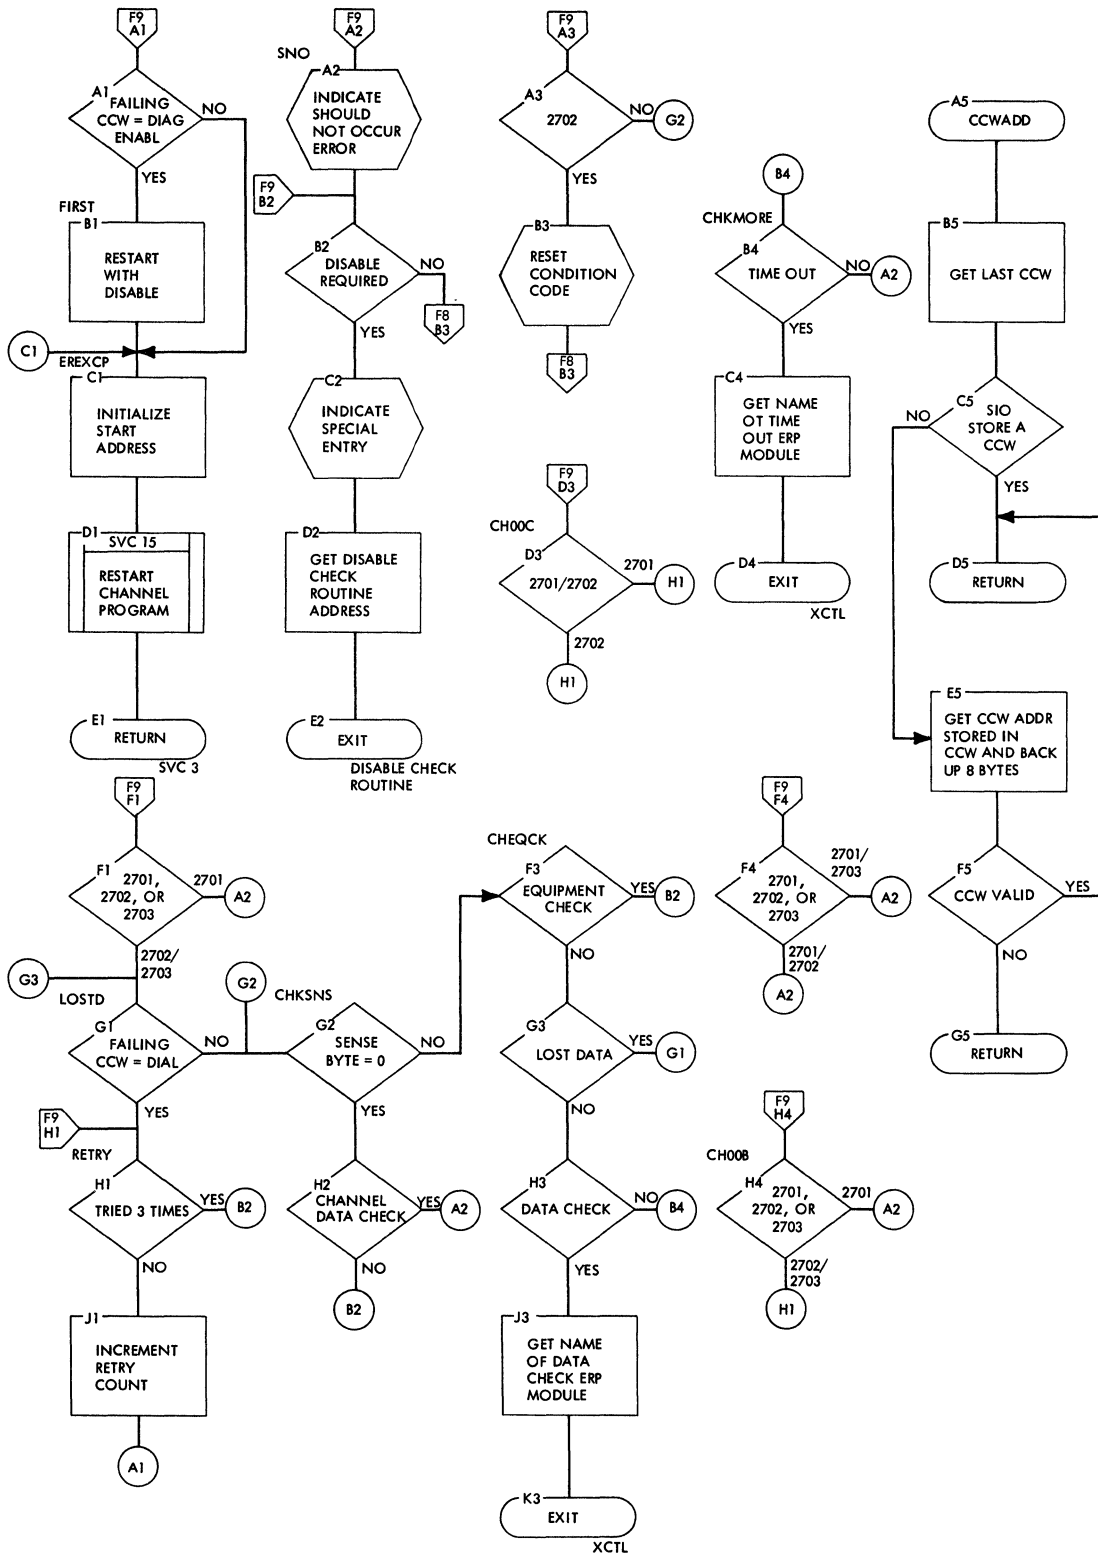 F9
A1
A1
FAILING
CCW = DIAG
ENABL
NO
YES
FIRST
B1
RESTART
WITH
DISABLE
C1
EREXCP
C1
INITIALIZE
START
ADDRESS
D1
SVC 15
RESTART
CHANNEL
PROGRAM
E1
RETURN
SVC 3
F9
A2
SNO
A2
INDICATE
SHOULD
NOT OCCUR
ERROR
F9
B2
B2
DISABLE
REQUIRED
NO
F8
B3
YES
C2
INDICATE
SPECIAL
ENTRY
D2
GET DISABLE
CHECK
ROUTINE
ADDRESS
E2
EXIT
DISABLE CHECK
ROUTINE
F9
A3
A3
2702
NO
G2
YES
B3
RESET
CONDITION
CODE
F8
B3
F9
D3
CH00C
D3
2701/2702
2701
H1
2702
H1
B4
CHKMORE
B4
TIME OUT
NO
A2
YES
C4
GET NAME
OT TIME
OUT ERP
MODULE
D4
EXIT
XCTL
A5
CCWADD
B5
GET LAST CCW
C5
SIO
STORE A
CCW
NO
YES
D5
RETURN
E5
GET CCW ADDR
STORED IN
CCW AND BACK
UP 8 BYTES
F5
CCW VALID
YES
NO
G5
RETURN
F9
F1
F1
2701,
2702, OR
2703
2701
A2
2702/
2703
G3
LOSTD
G1
FAILING
CCW = DIAL
NO
YES
F9
H1
RETRY
H1
TRIED 3 TIMES
YES
B2
NO
J1
INCREMENT
RETRY
COUNT
A1
G2
CHKSNS
G2
SENSE
BYTE = 0
NO
YES
H2
CHANNEL
DATA CHECK
YES
A2
NO
B2
CHEQCK
F3
EQUIPMENT
CHECK
YES
B2
NO
G3
LOST DATA
YES
G1
NO
H3
DATA CHECK
NO
B4
YES
J3
GET NAME
OF DATA
CHECK ERP
MODULE
K3
EXIT
XCTL
F9
F4
F4
2701,
2702, OR
2703
2701/
2703
A2
2701/
2702
A2
F9
H4
CH00B
H4
2701,
2702, OR
2703
2701
A2
2702/
2703
H1